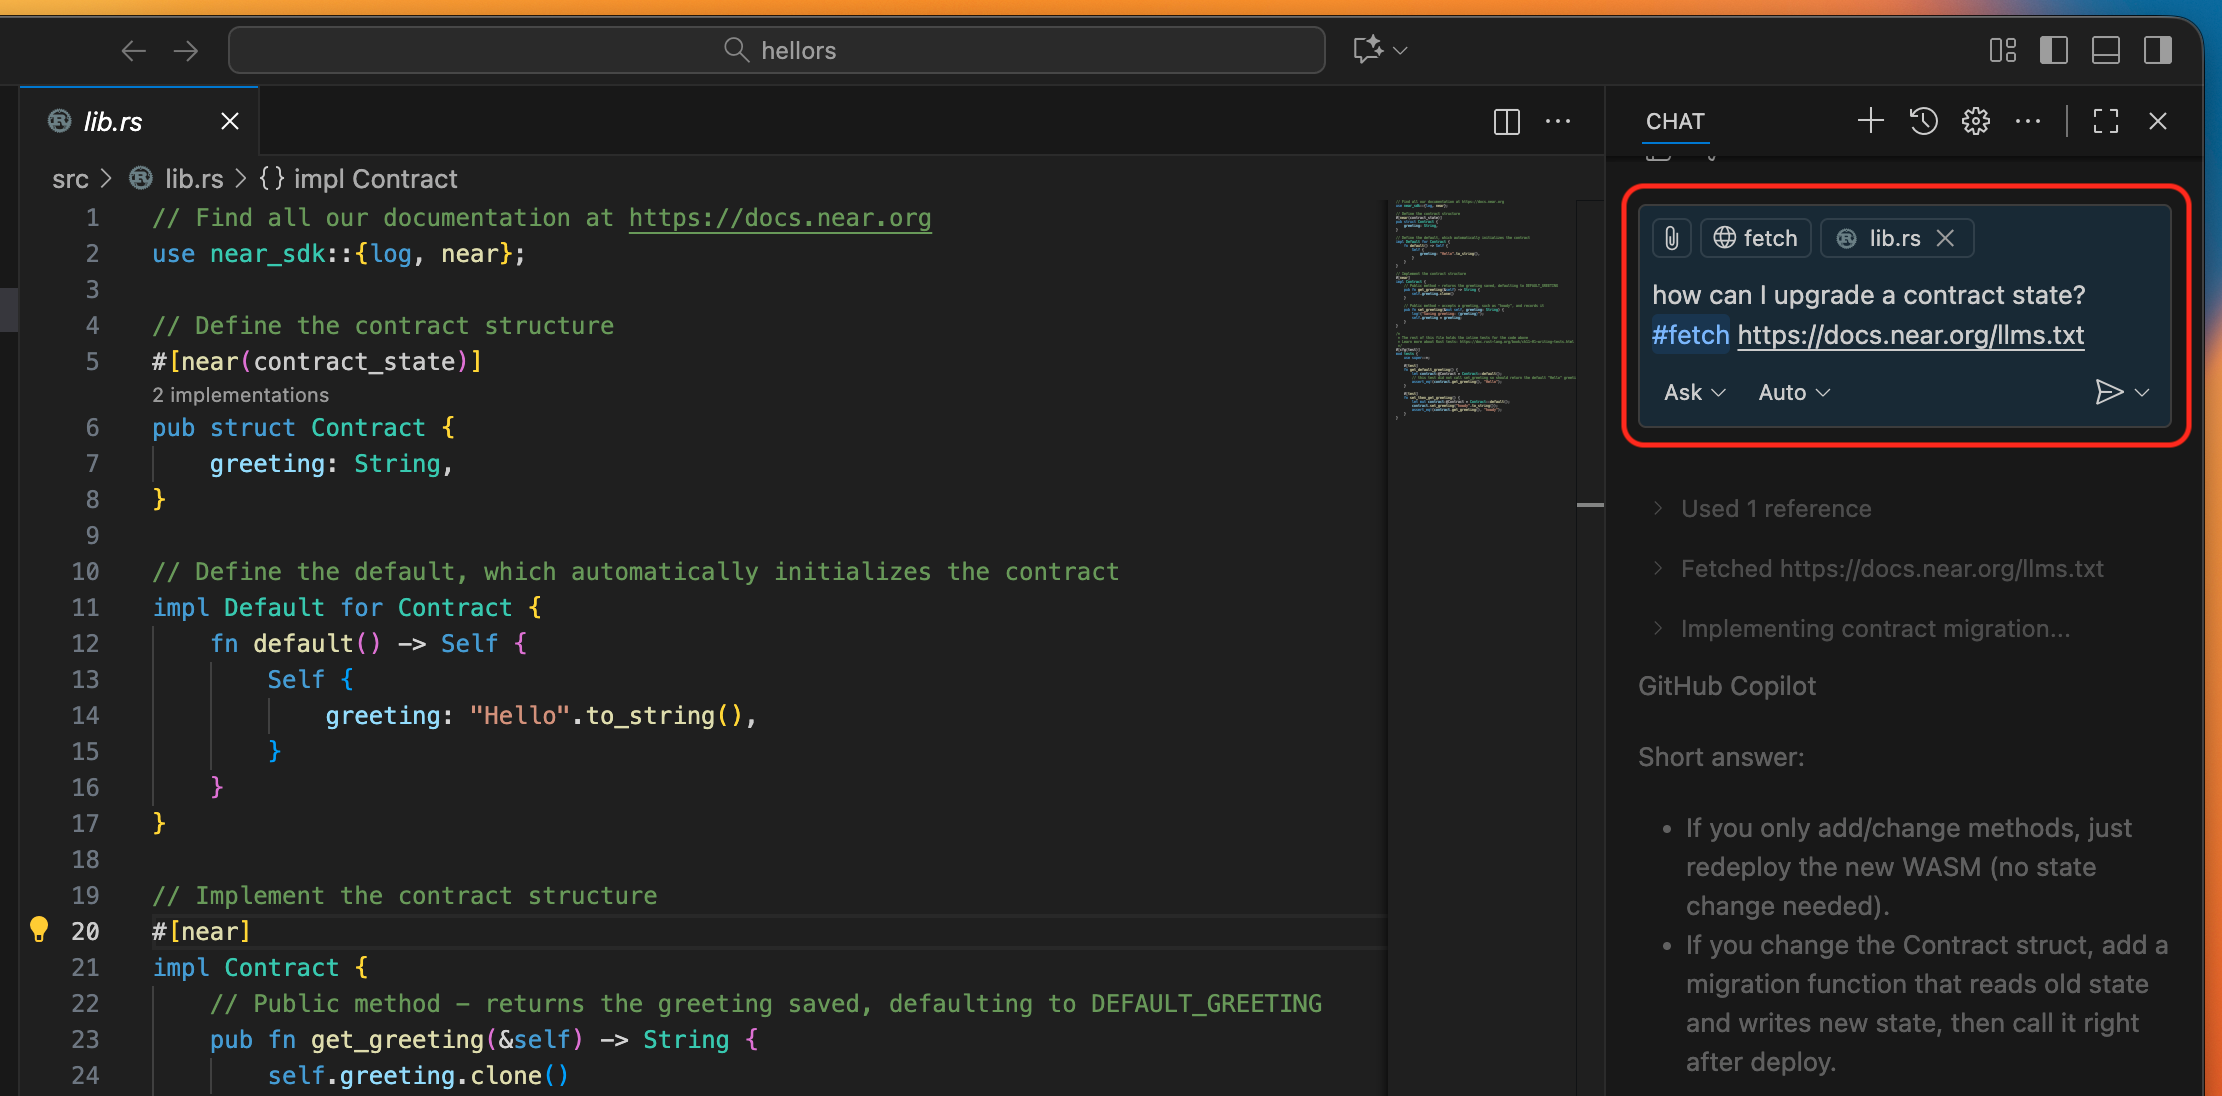 hellors
lib.rs
src > lib.rs > {} impl Contract
1 // Find all our documentation at https://docs.near.org
2 use near_sdk::{log, near};
3
4 // Define the contract structure
5 #[near(contract_state)]
2 implementations
6 pub struct Contract {
7 greeting: String,
8 }
9
10 // Define the default, which automatically initializes the contract
11 impl Default for Contract {
12 fn default() -> Self {
13 Self {
14 greeting: "Hello".to_string(),
15 }
16 }
17 }
18
19 // Implement the contract structure
20 #[near]
21 impl Contract {
22 // Public method - returns the greeting saved, defaulting to DEFAULT_GREETING
23 pub fn get_greeting(&self) -> String {
24 self.greeting.clone()
CHAT
fetch lib.rs
how can I upgrade a contract state?
#fetch https://docs.near.org/llms.txt
Ask Auto
Used 1 reference
Fetched https://docs.near.org/llms.txt
Implementing contract migration...
GitHub Copilot
Short answer:
• If you only add/change methods, just
redeploy the new WASM (no state
change needed).
• If you change the Contract struct, add a
migration function that reads old state
and writes new state, then call it right
after deploy.